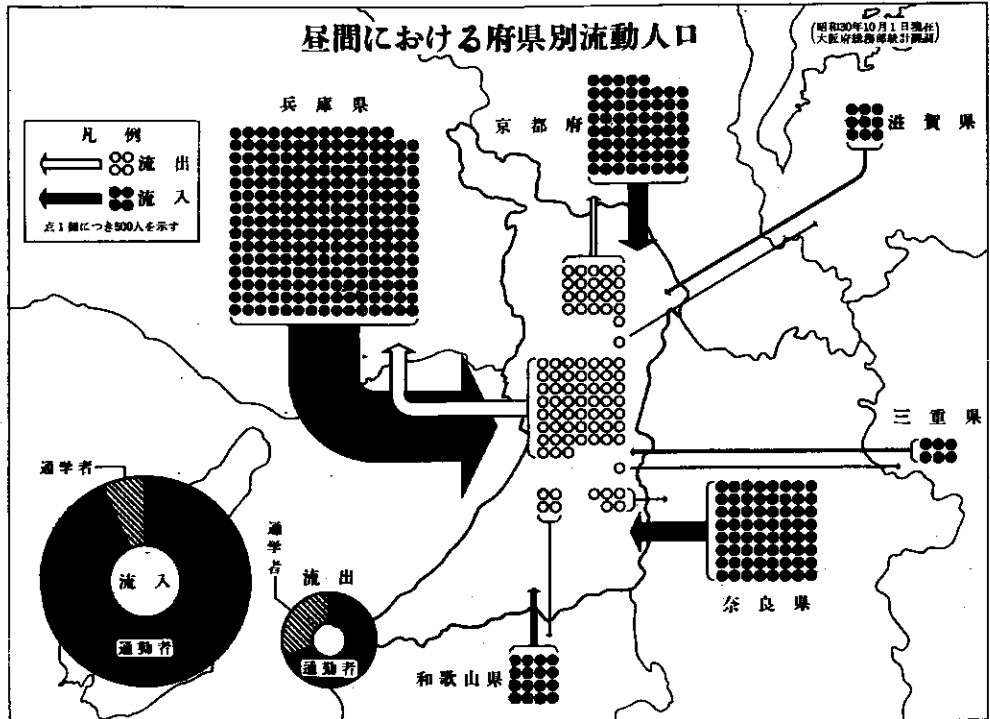 昼間における府県別流動人口
(昭和30年10月1日現在)
大阪府総務部統計課調
兵庫県
京都府
滋賀県
凡例
流出
流入
点1個につき500人を示す
三重県
通学者
流入
通勤者
通学者
流出
通勤者
奈良県
和歌山県